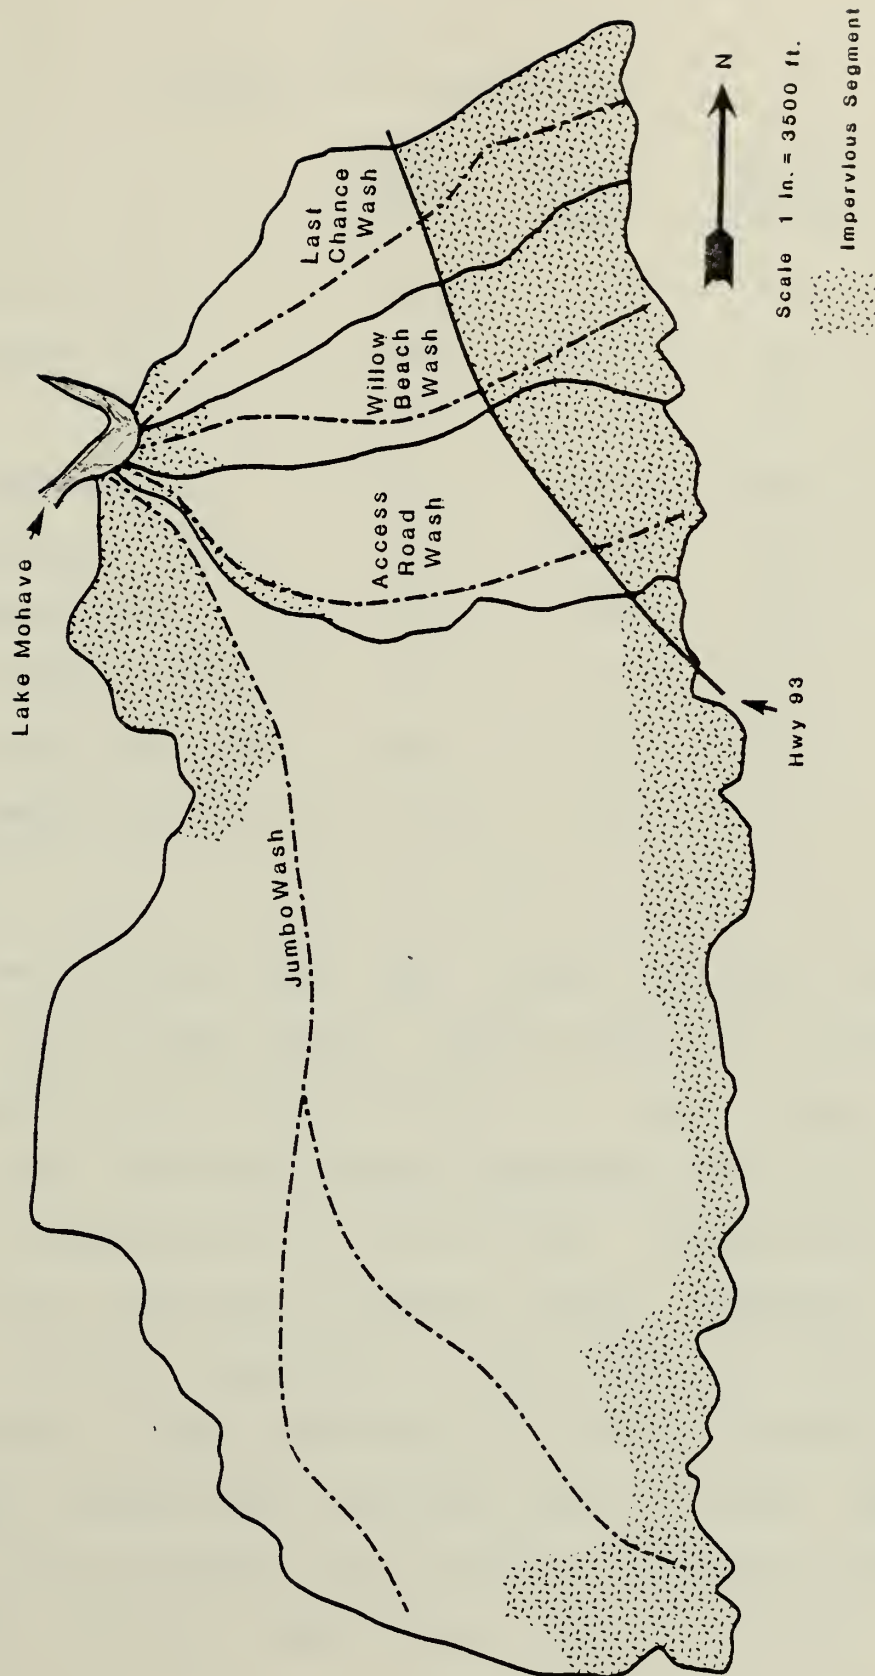 Lake Mohave
Last
Chance
Wash
Willow
Beach
Wash
Access
Road
Wash
Jumbo Wash
Hwy 93
N
Scale 1 In. = 3500 ft.
Impervious Segment